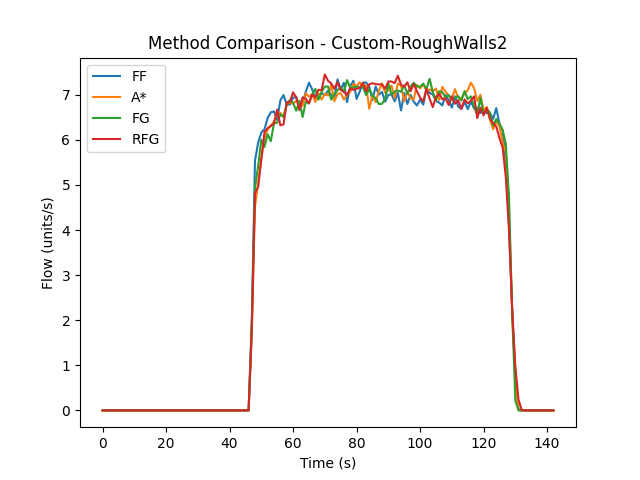 Method Comparison - Custom-RoughWalls2
FF
A*
FG
RFG
Flow (units/s)
7
6
5
4
3
2
1
0
0 20 40 60 80 100 120 140
Time (s)